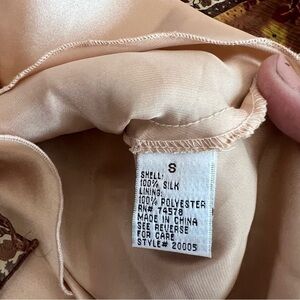 S
SHELL:
100% SILK
LINING:
100% POLYESTER
RN# 74578
MADE IN CHINA
SEE REVERSE
FOR CARE
STYLE# 20005